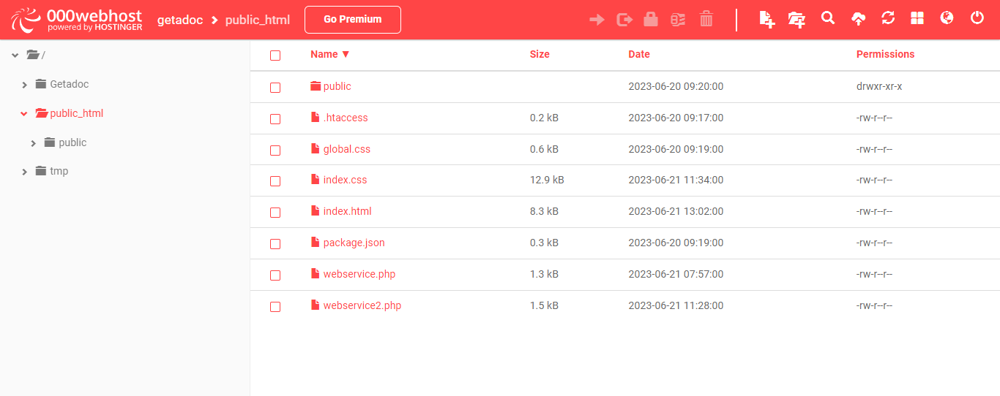 000webhost
powered by HOSTINGER
getadoc > public_html
Go Premium
/
Getadoc
public_html
public
tmp
Name ▼ Size Date Permissions
public 2023-06-20 09:20:00 drwxr-xr-x
.htaccess 0.2 kB 2023-06-20 09:17:00 -rw-r--r--
global.css 0.6 kB 2023-06-20 09:19:00 -rw-r--r--
index.css 12.9 kB 2023-06-21 11:34:00 -rw-r--r--
index.html 8.3 kB 2023-06-21 13:02:00 -rw-r--r--
package.json 0.3 kB 2023-06-20 09:19:00 -rw-r--r--
webservice.php 1.3 kB 2023-06-21 07:57:00 -rw-r--r--
webservice2.php 1.5 kB 2023-06-21 11:28:00 -rw-r--r--